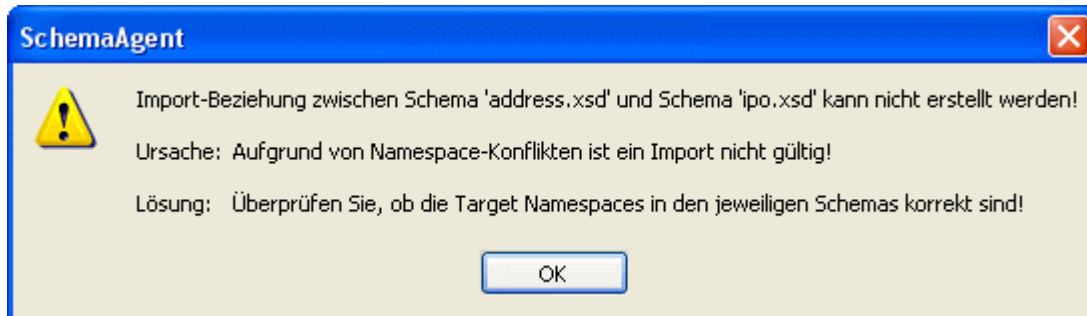 SchemaAgent
Import-Beziehung zwischen Schema 'address.xsd' und Schema 'ipo.xsd' kann nicht erstellt werden!
Ursache: Aufgrund von Namespace-Konflikten ist ein Import nicht gültig!
Lösung: Überprüfen Sie, ob die Target Namespaces in den jeweiligen Schemas korrekt sind!
OK